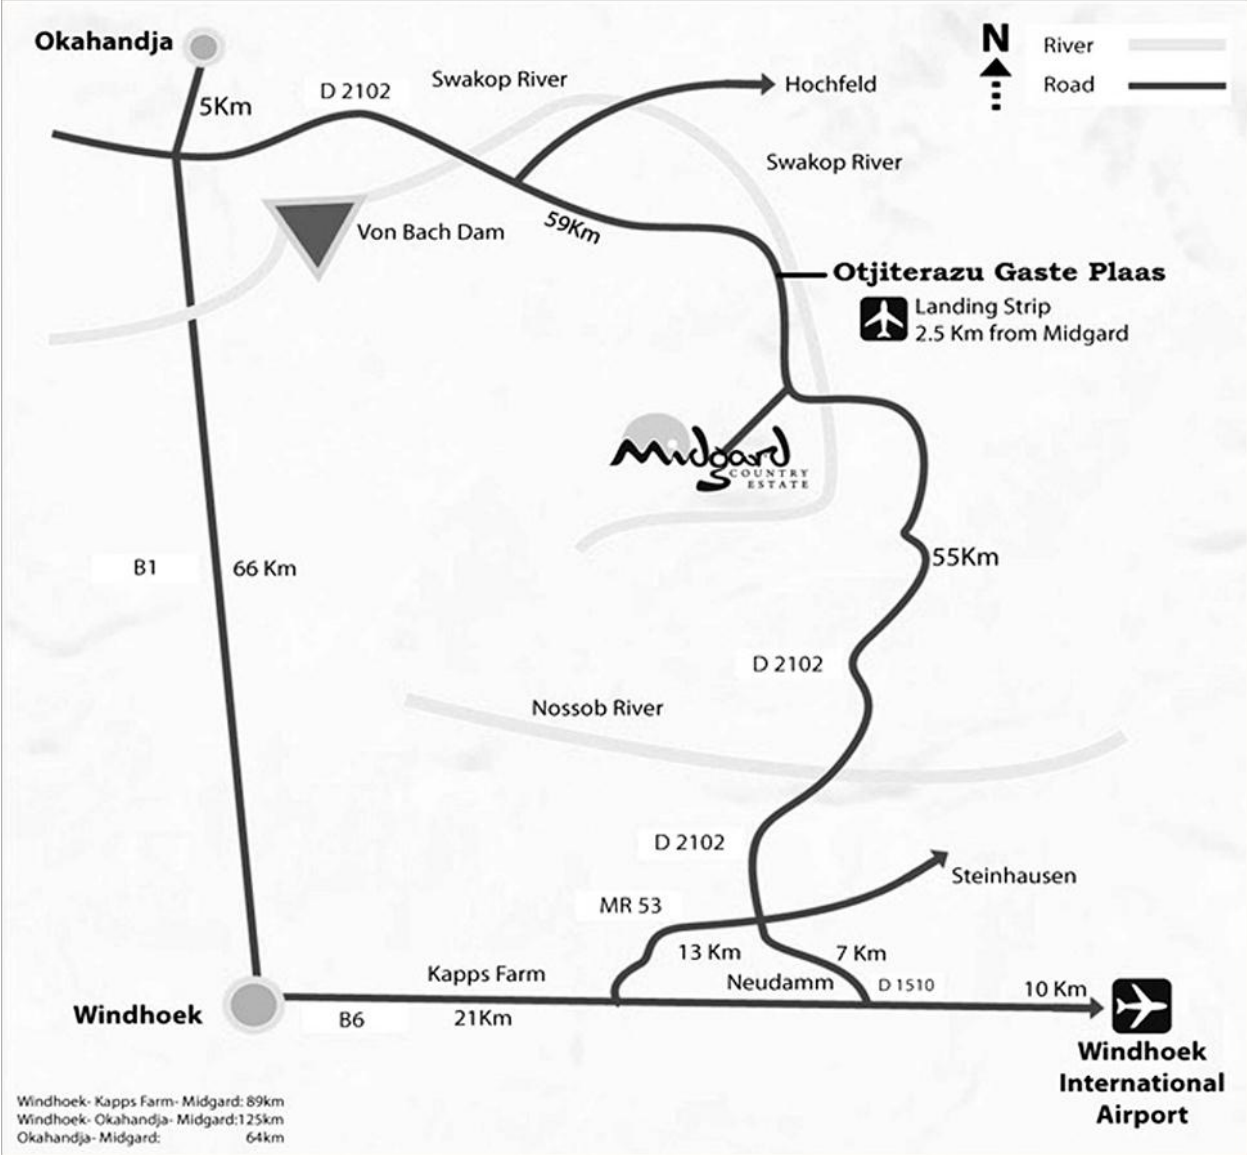 Okahandja
N
River
Road
Swakop River
D 2102
Hochfeld
5Km
Swakop River
59Km
Von Bach Dam
Otjiterazu Gaste Plaas
Landing Strip
2.5 Km from Midgard
Midgard
COUNTRY
ESTATE
B1
66 Km
55Km
D 2102
Nossob River
D 2102
Steinhausen
MR 53
13 Km
7 Km
Kapps Farm
Neudamm
D 1510
10 Km
Windhoek
B6
21Km
Windhoek
International
Airport
Windhoek- Kapps Farm- Midgard: 89km
Windhoek- Okahandja- Midgard:125km
Okahandja- Midgard: 64km